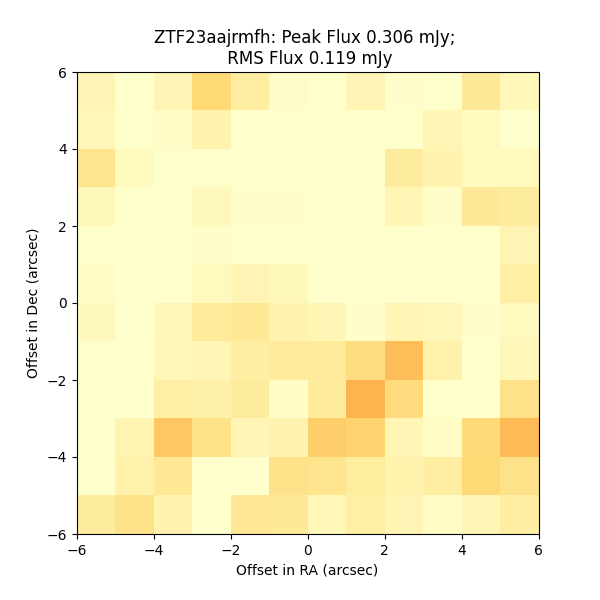 ZTF23aajrmfh: Peak Flux 0.306 mJy;
RMS Flux 0.119 mJy
6
4
2
0
−2
−4
−6
Offset in Dec (arcsec)
−6 −4 −2 0 2 4 6
Offset in RA (arcsec)